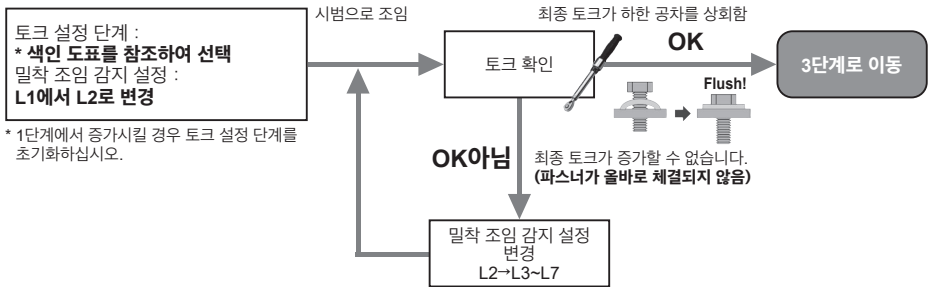 토크 설정 단계 :
* 색인 도표를 참조하여 선택
밀착 조임 감지 설정 :
L1에서 L2로 변경
* 1단계에서 증가시킬 경우 토크 설정 단계를
초기화하십시오.
시범으로 조임
토크 확인
최종 토크가 하한 공차를 상회함
OK
Flush!
3단계로 이동
최종 토크가 증가할 수 없습니다.
(파스너가 올바로 체결되지 않음)
OK아님
밀착 조임 감지 설정
변경
L2→L3~L7